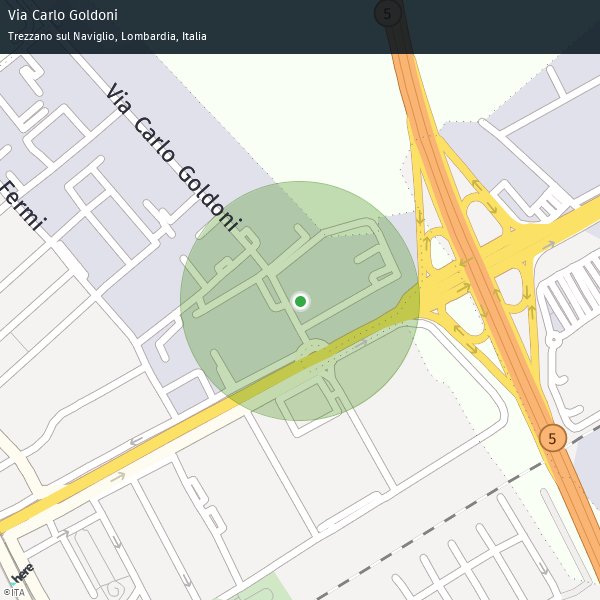 Via Carlo Goldoni
Trezzano sul Naviglio, Lombardia, Italia
5
Via Carlo Goldoni
Fermi
5
here
©ITA